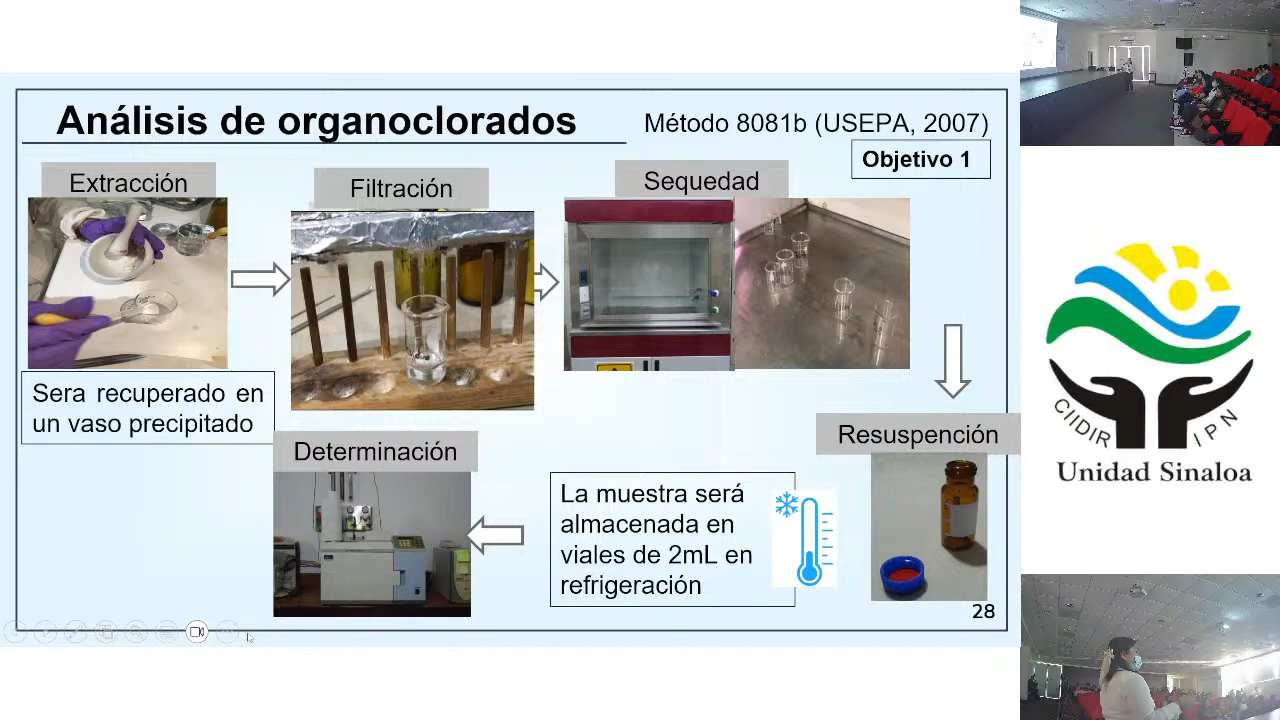 Análisis de organoclorados
Método 8081b (USEPA, 2007)
Objetivo 1
Extracción
Filtración
Sequedad
Sera recuperado en
un vaso precipitado
Resuspención
Determinación
La muestra será
almacenada en
viales de 2mL en
refrigeración
28
CIIDIR IPN
Unidad Sinaloa